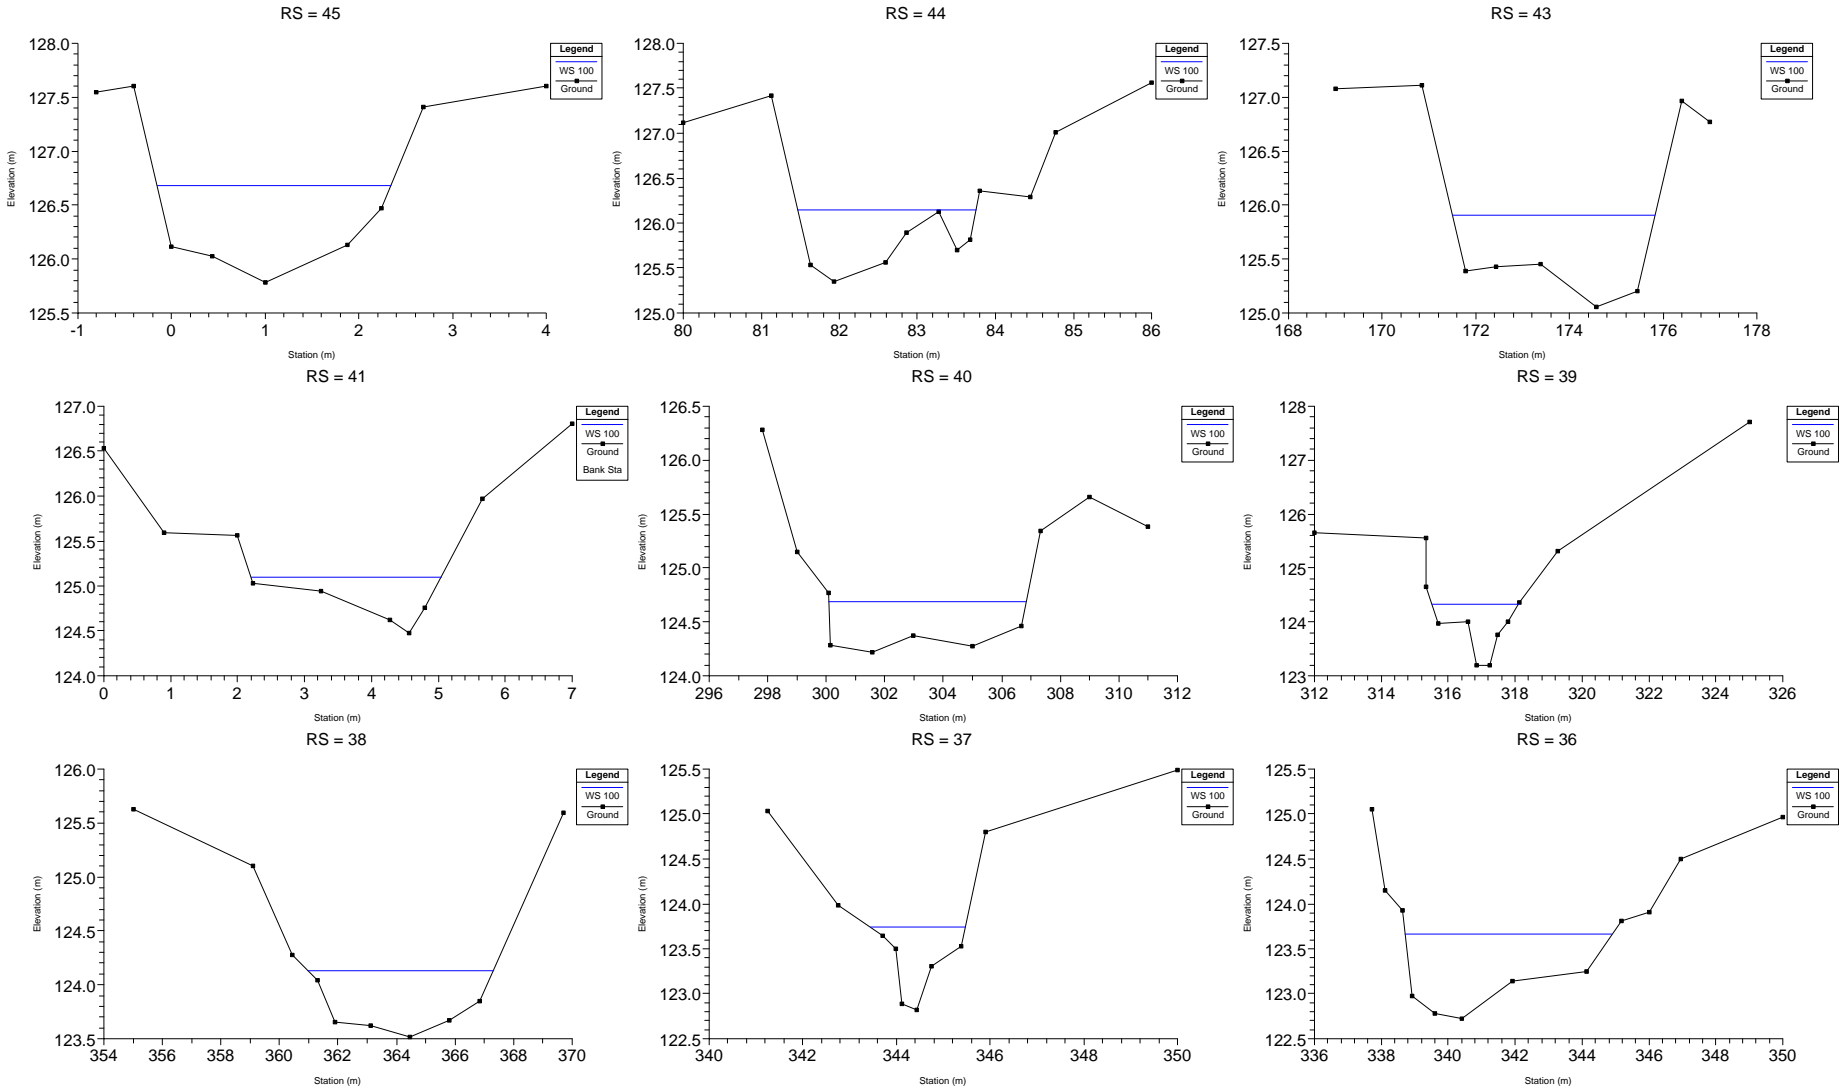 RS = 45
128.0
127.5
127.0
126.5
126.0
125.5
-1
0
1
2
3
4
Elevation (m)
Station (m)
Legend
WS 100
Ground
RS = 44
128.0
127.5
127.0
126.5
126.0
125.5
125.0
80
81
82
83
84
85
86
Elevation (m)
Station (m)
Legend
WS 100
Ground
RS = 43
127.5
127.0
126.5
126.0
125.5
125.0
168
170
172
174
176
178
Elevation (m)
Station (m)
Legend
WS 100
Ground
RS = 41
127.0
126.5
126.0
125.5
125.0
124.5
124.0
0
1
2
3
4
5
6
7
Elevation (m)
Station (m)
Legend
WS 100
Ground
Bank Sta
RS = 40
126.5
126.0
125.5
125.0
124.5
124.0
296
298
300
302
304
306
308
310
312
Elevation (m)
Station (m)
Legend
WS 100
Ground
RS = 39
128
127
126
125
124
123
312
314
316
318
320
322
324
326
Elevation (m)
Station (m)
Legend
WS 100
Ground
RS = 38
126.0
125.5
125.0
124.5
124.0
123.5
354
356
358
360
362
364
366
368
370
Elevation (m)
Station (m)
Legend
WS 100
Ground
RS = 37
125.5
125.0
124.5
124.0
123.5
123.0
122.5
340
342
344
346
348
350
Elevation (m)
Station (m)
Legend
WS 100
Ground
RS = 36
125.5
125.0
124.5
124.0
123.5
123.0
122.5
336
338
340
342
344
346
348
350
Elevation (m)
Station (m)
Legend
WS 100
Ground